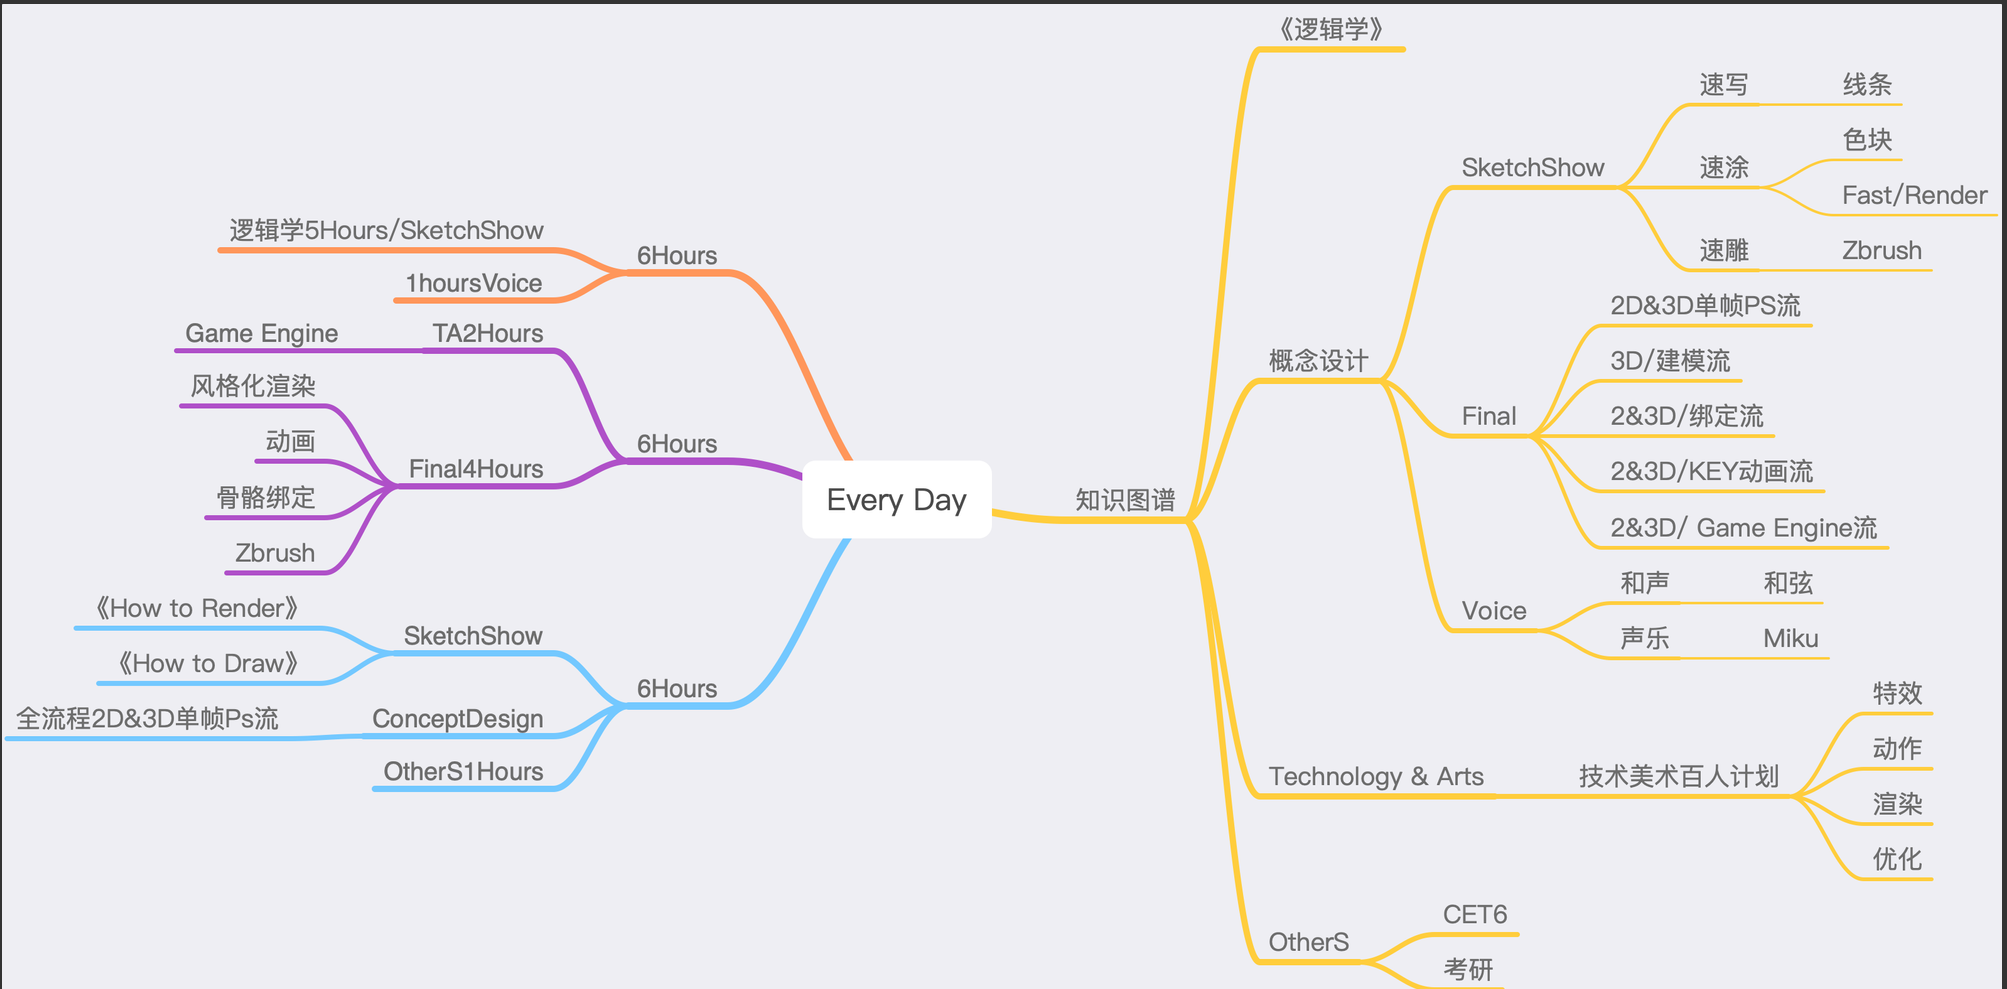 Every Day
6Hours
逻辑学5Hours/SketchShow
1hoursVoice
6Hours
TA2Hours
Game Engine
Final4Hours
风格化渲染
动画
骨骼绑定
Zbrush
6Hours
SketchShow
《How to Render》
《How to Draw》
ConceptDesign
全流程2D&3D单帧Ps流
OtherS1Hours
知识图谱
《逻辑学》
概念设计
SketchShow
速写
线条
速涂
色块
Fast/Render
速雕
Zbrush
Final
2D&3D单帧PS流
3D/建模流
2&3D/绑定流
2&3D/KEY动画流
2&3D/ Game Engine流
Voice
和声
和弦
声乐
Miku
Technology & Arts
技术美术百人计划
特效
动作
渲染
优化
OtherS
CET6
考研